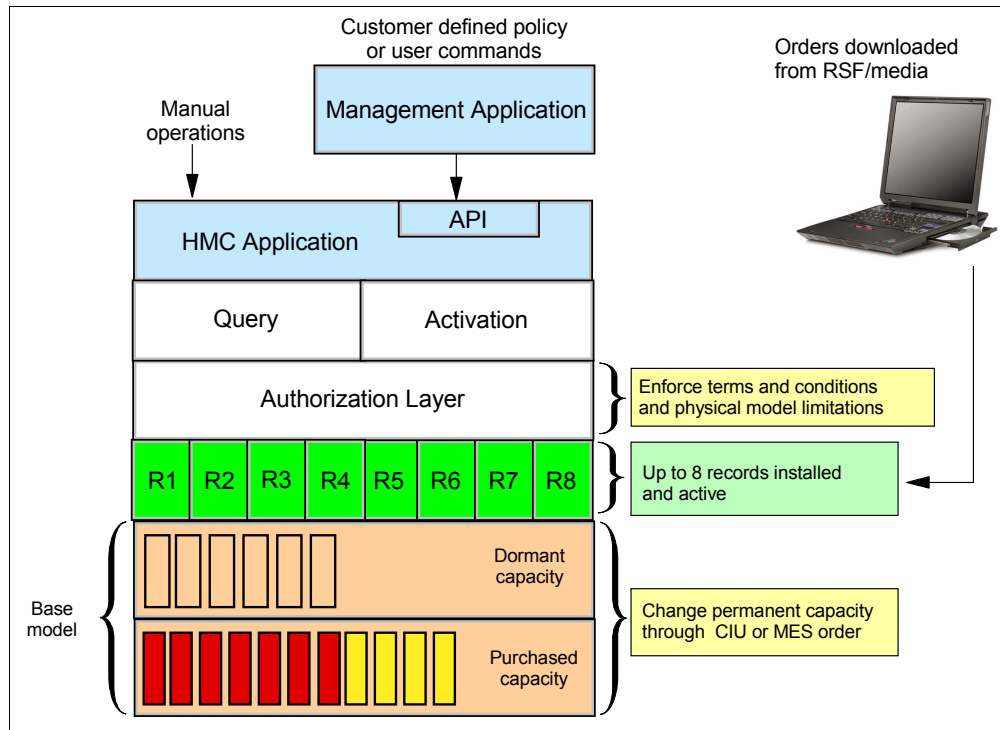 Customer defined policy
or user commands
Orders downloaded
from RSF/media
Management Application
Manual
operations
API
HMC Application
Query
Activation
Authorization Layer
Enforce terms and conditions
and physical model limitations
R1 R2 R3 R4 R5 R6 R7 R8
Up to 8 records installed
and active
Dormant
capacity
Base
model
Change permanent capacity
through CIU or MES order
Purchased
capacity